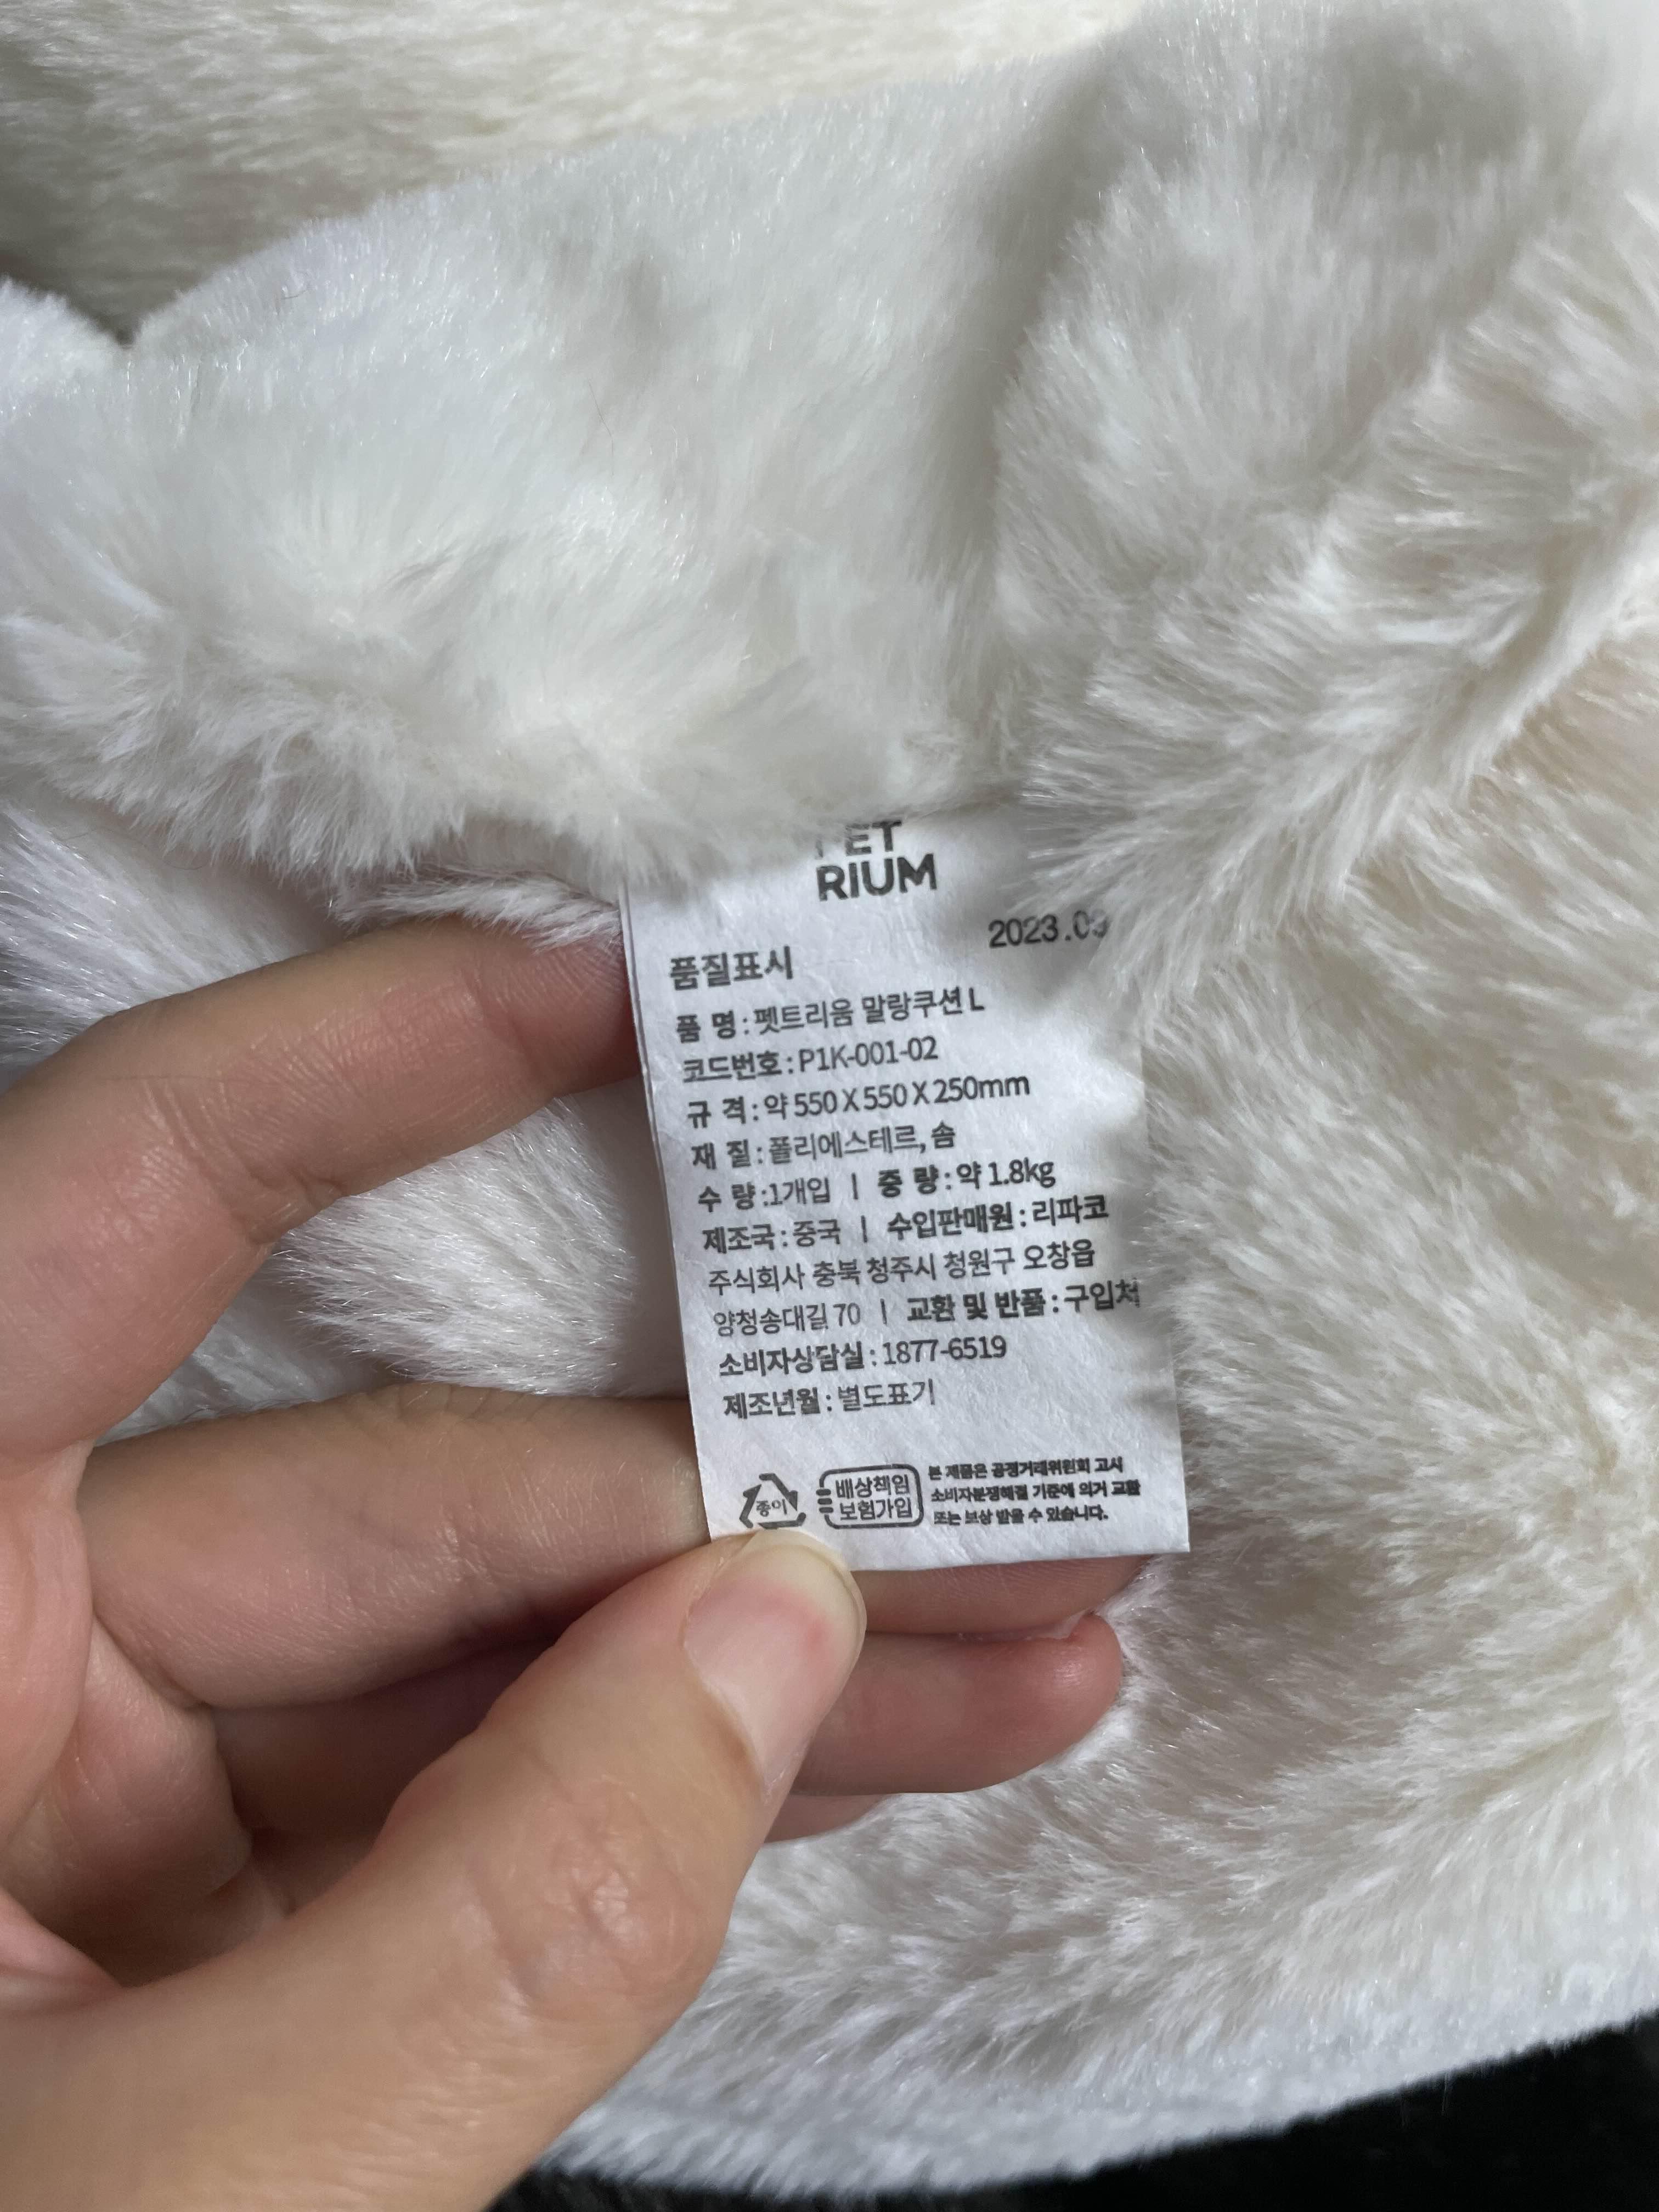 RIUM
2023.09
품질표시
품 명 : 펫트리움 말랑쿠션 L
코드번호 : P1K-001-02
규 격 : 약 550 X 550 X 250mm
재 질 : 폴리에스테르, 솜
수 량 :1개입 | 중 량 : 약 1.8kg
제조국 : 중국 | 수입판매원 : 리파코
주식회사 충북 청주시 청원구 오창읍
양청송대길 70 | 교환 및 반품 : 구입처
소비자상담실 : 1877-6519
제조년월 : 별도표기
종이
배상책임
보험가입
본 제품은 공정거래위원회 고시
소비자분쟁해결 기준에 의거 교환
또는 보상 받을 수 있습니다.